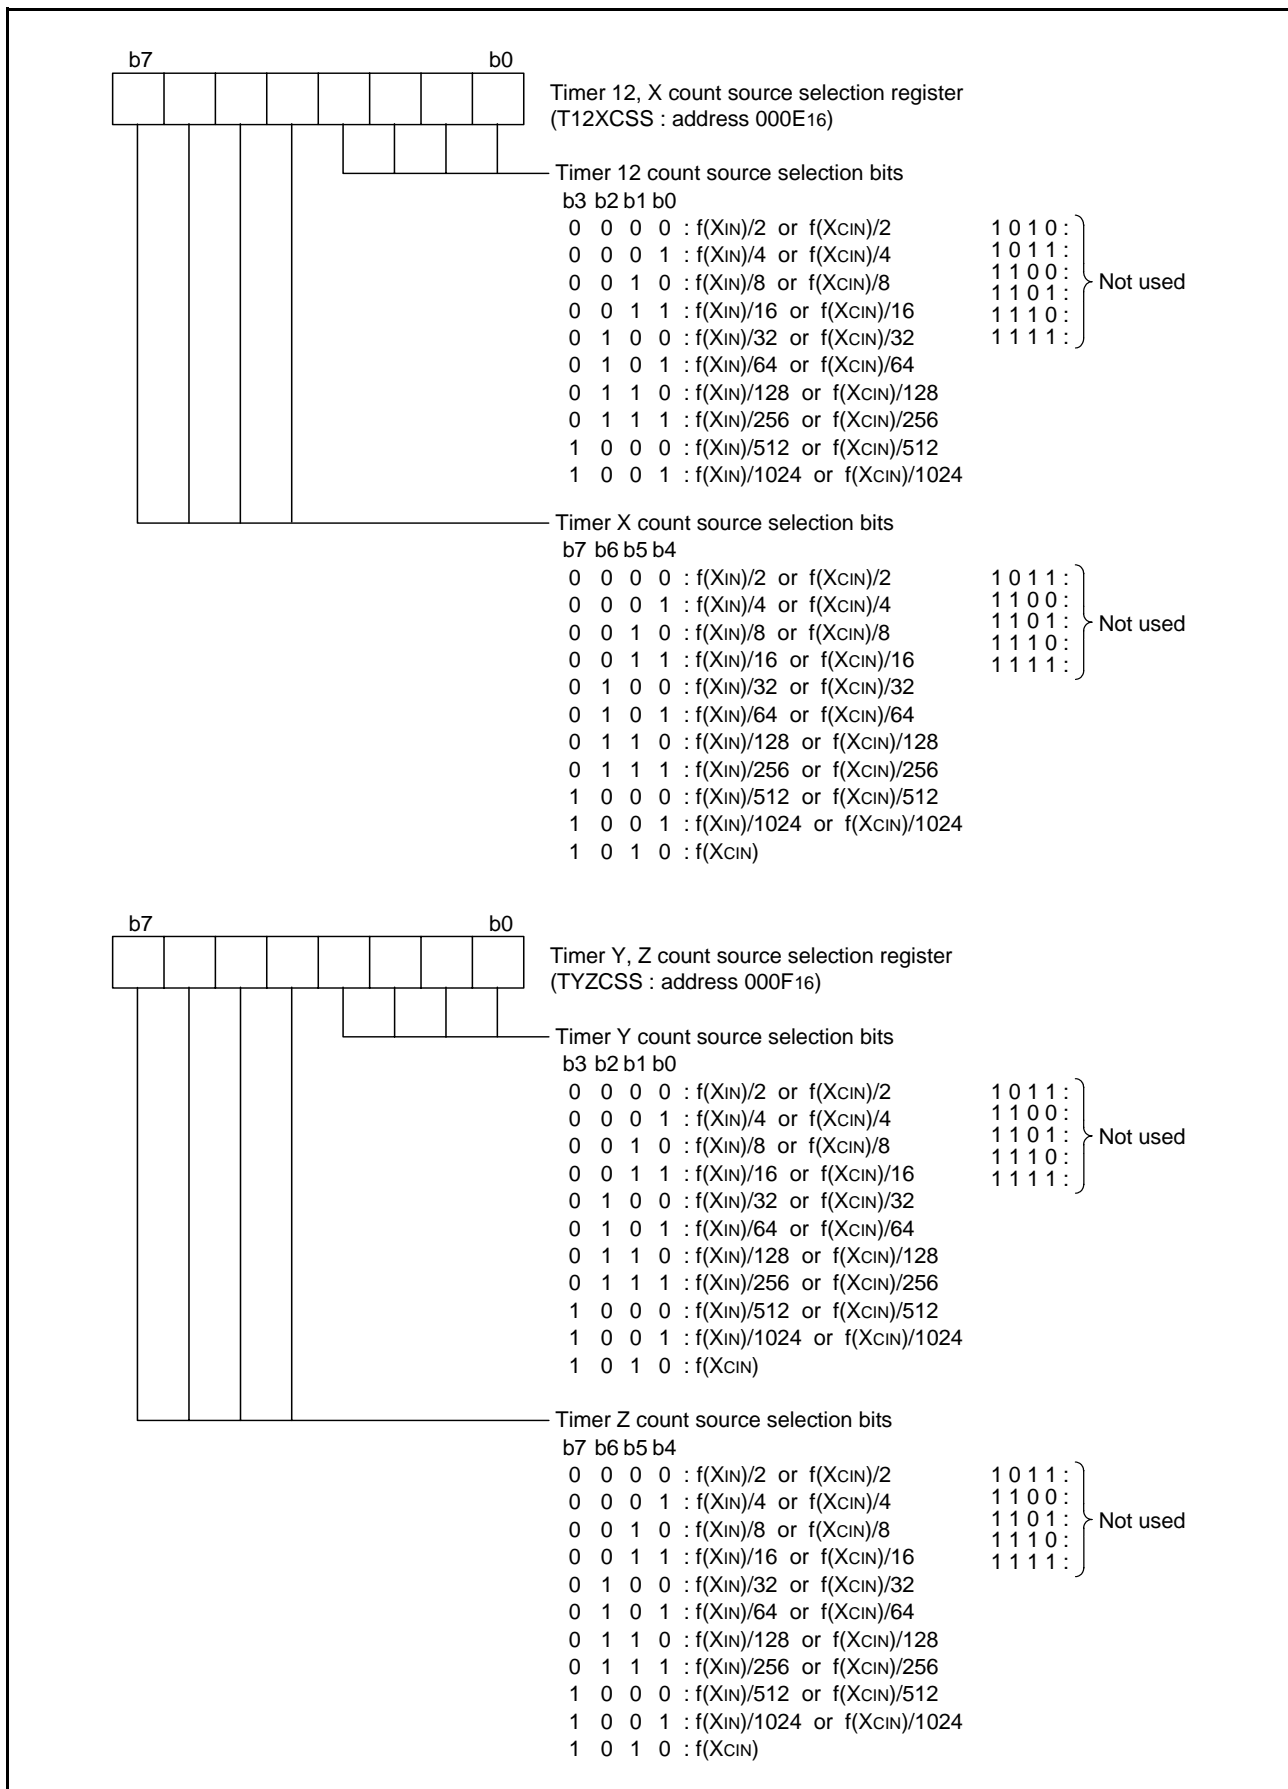 b7 b0
Timer 12, X count source selection register
(T12XCSS : address 000E16)
Timer 12 count source selection bits
b3 b2 b1 b0
0 0 0 0 : f(XIN)/2 or f(XCIN)/2 1 0 1 0 :
0 0 0 1 : f(XIN)/4 or f(XCIN)/4 1 0 1 1 :
0 0 1 0 : f(XIN)/8 or f(XCIN)/8 1 1 0 0 : Not used
0 0 1 1 : f(XIN)/16 or f(XCIN)/16 1 1 0 1 :
0 1 0 0 : f(XIN)/32 or f(XCIN)/32 1 1 1 0 :
0 1 0 1 : f(XIN)/64 or f(XCIN)/64 1 1 1 1 :
0 1 1 0 : f(XIN)/128 or f(XCIN)/128
0 1 1 1 : f(XIN)/256 or f(XCIN)/256
1 0 0 0 : f(XIN)/512 or f(XCIN)/512
1 0 0 1 : f(XIN)/1024 or f(XCIN)/1024
Timer X count source selection bits
b7 b6 b5 b4
0 0 0 0 : f(XIN)/2 or f(XCIN)/2 1 0 1 1 :
0 0 0 1 : f(XIN)/4 or f(XCIN)/4 1 1 0 0 :
0 0 1 0 : f(XIN)/8 or f(XCIN)/8 1 1 0 1 : Not used
0 0 1 1 : f(XIN)/16 or f(XCIN)/16 1 1 1 0 :
0 1 0 0 : f(XIN)/32 or f(XCIN)/32 1 1 1 1 :
0 1 0 1 : f(XIN)/64 or f(XCIN)/64
0 1 1 0 : f(XIN)/128 or f(XCIN)/128
0 1 1 1 : f(XIN)/256 or f(XCIN)/256
1 0 0 0 : f(XIN)/512 or f(XCIN)/512
1 0 0 1 : f(XIN)/1024 or f(XCIN)/1024
1 0 1 0 : f(XCIN)
b7 b0
Timer Y, Z count source selection register
(TYZCSS : address 000F16)
Timer Y count source selection bits
b3 b2 b1 b0
0 0 0 0 : f(XIN)/2 or f(XCIN)/2 1 0 1 1 :
0 0 0 1 : f(XIN)/4 or f(XCIN)/4 1 1 0 0 :
0 0 1 0 : f(XIN)/8 or f(XCIN)/8 1 1 0 1 : Not used
0 0 1 1 : f(XIN)/16 or f(XCIN)/16 1 1 1 0 :
0 1 0 0 : f(XIN)/32 or f(XCIN)/32 1 1 1 1 :
0 1 0 1 : f(XIN)/64 or f(XCIN)/64
0 1 1 0 : f(XIN)/128 or f(XCIN)/128
0 1 1 1 : f(XIN)/256 or f(XCIN)/256
1 0 0 0 : f(XIN)/512 or f(XCIN)/512
1 0 0 1 : f(XIN)/1024 or f(XCIN)/1024
1 0 1 0 : f(XCIN)
Timer Z count source selection bits
b7 b6 b5 b4
0 0 0 0 : f(XIN)/2 or f(XCIN)/2 1 0 1 1 :
0 0 0 1 : f(XIN)/4 or f(XCIN)/4 1 1 0 0 :
0 0 1 0 : f(XIN)/8 or f(XCIN)/8 1 1 0 1 : Not used
0 0 1 1 : f(XIN)/16 or f(XCIN)/16 1 1 1 0 :
0 1 0 0 : f(XIN)/32 or f(XCIN)/32 1 1 1 1 :
0 1 0 1 : f(XIN)/64 or f(XCIN)/64
0 1 1 0 : f(XIN)/128 or f(XCIN)/128
0 1 1 1 : f(XIN)/256 or f(XCIN)/256
1 0 0 0 : f(XIN)/512 or f(XCIN)/512
1 0 0 1 : f(XIN)/1024 or f(XCIN)/1024
1 0 1 0 : f(XCIN)